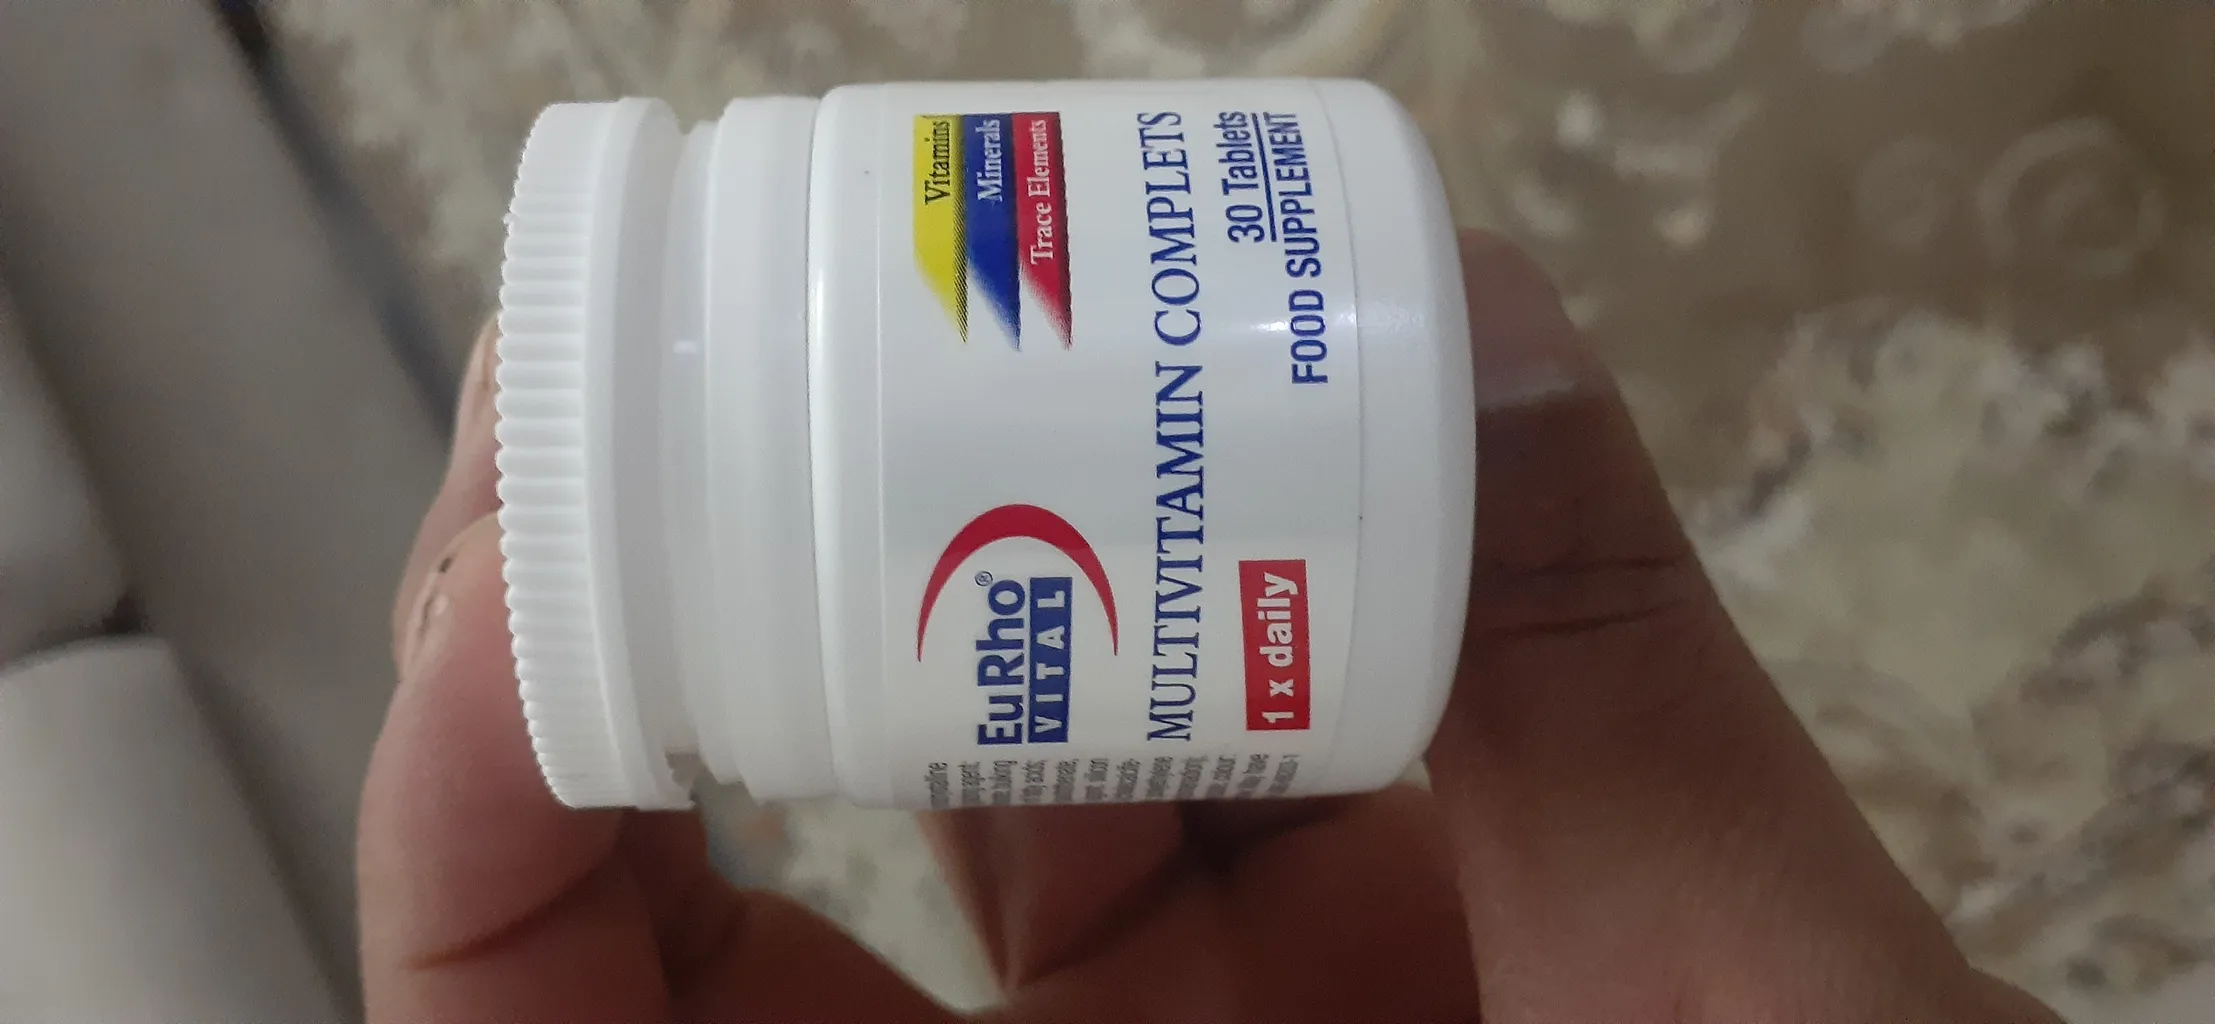 EuRho®
VITAL
Vitamins
Minerals
Trace Elements
MULTIVITAMIN COMPLETS
1 x daily
30 Tablets
FOOD SUPPLEMENT